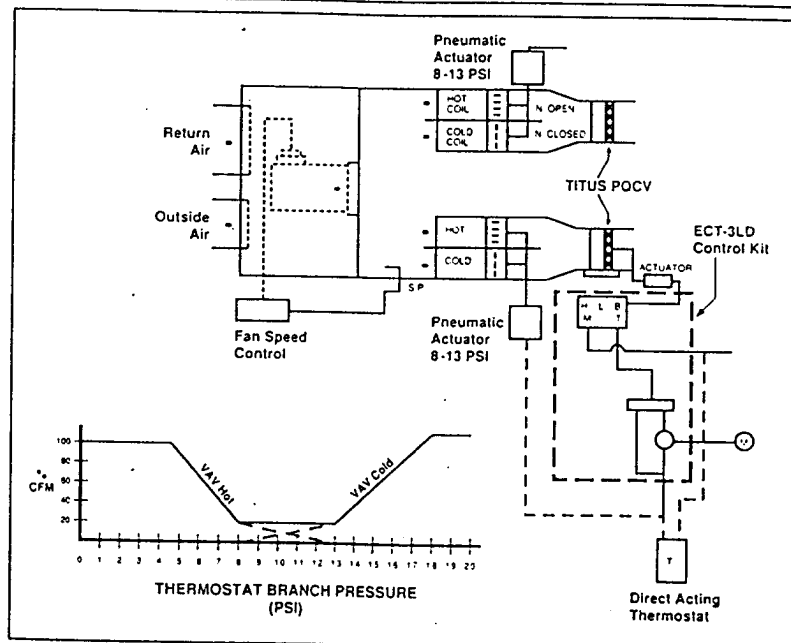 Pneumatic
Actuator
8-13 PSI
HOT
COIL
COLD
COIL
N OPEN
N CLOSED
Return
Air
TITUS POCV
Outside
Air
HOT
COLD
ECT-3LD
Control Kit
ACTUATOR
S P
H L B
M T
Fan Speed
Control
Pneumatic
Actuator
8-13 PSI
100
80
60
40
20
% CFM
VAV Hot
VAV Cold
0 1 2 3 4 5 6 7 8 9 10 11 12 13 14 15 16 17 18 19 20
THERMOSTAT BRANCH PRESSURE
(PSI)
T
Direct Acting
Thermostat